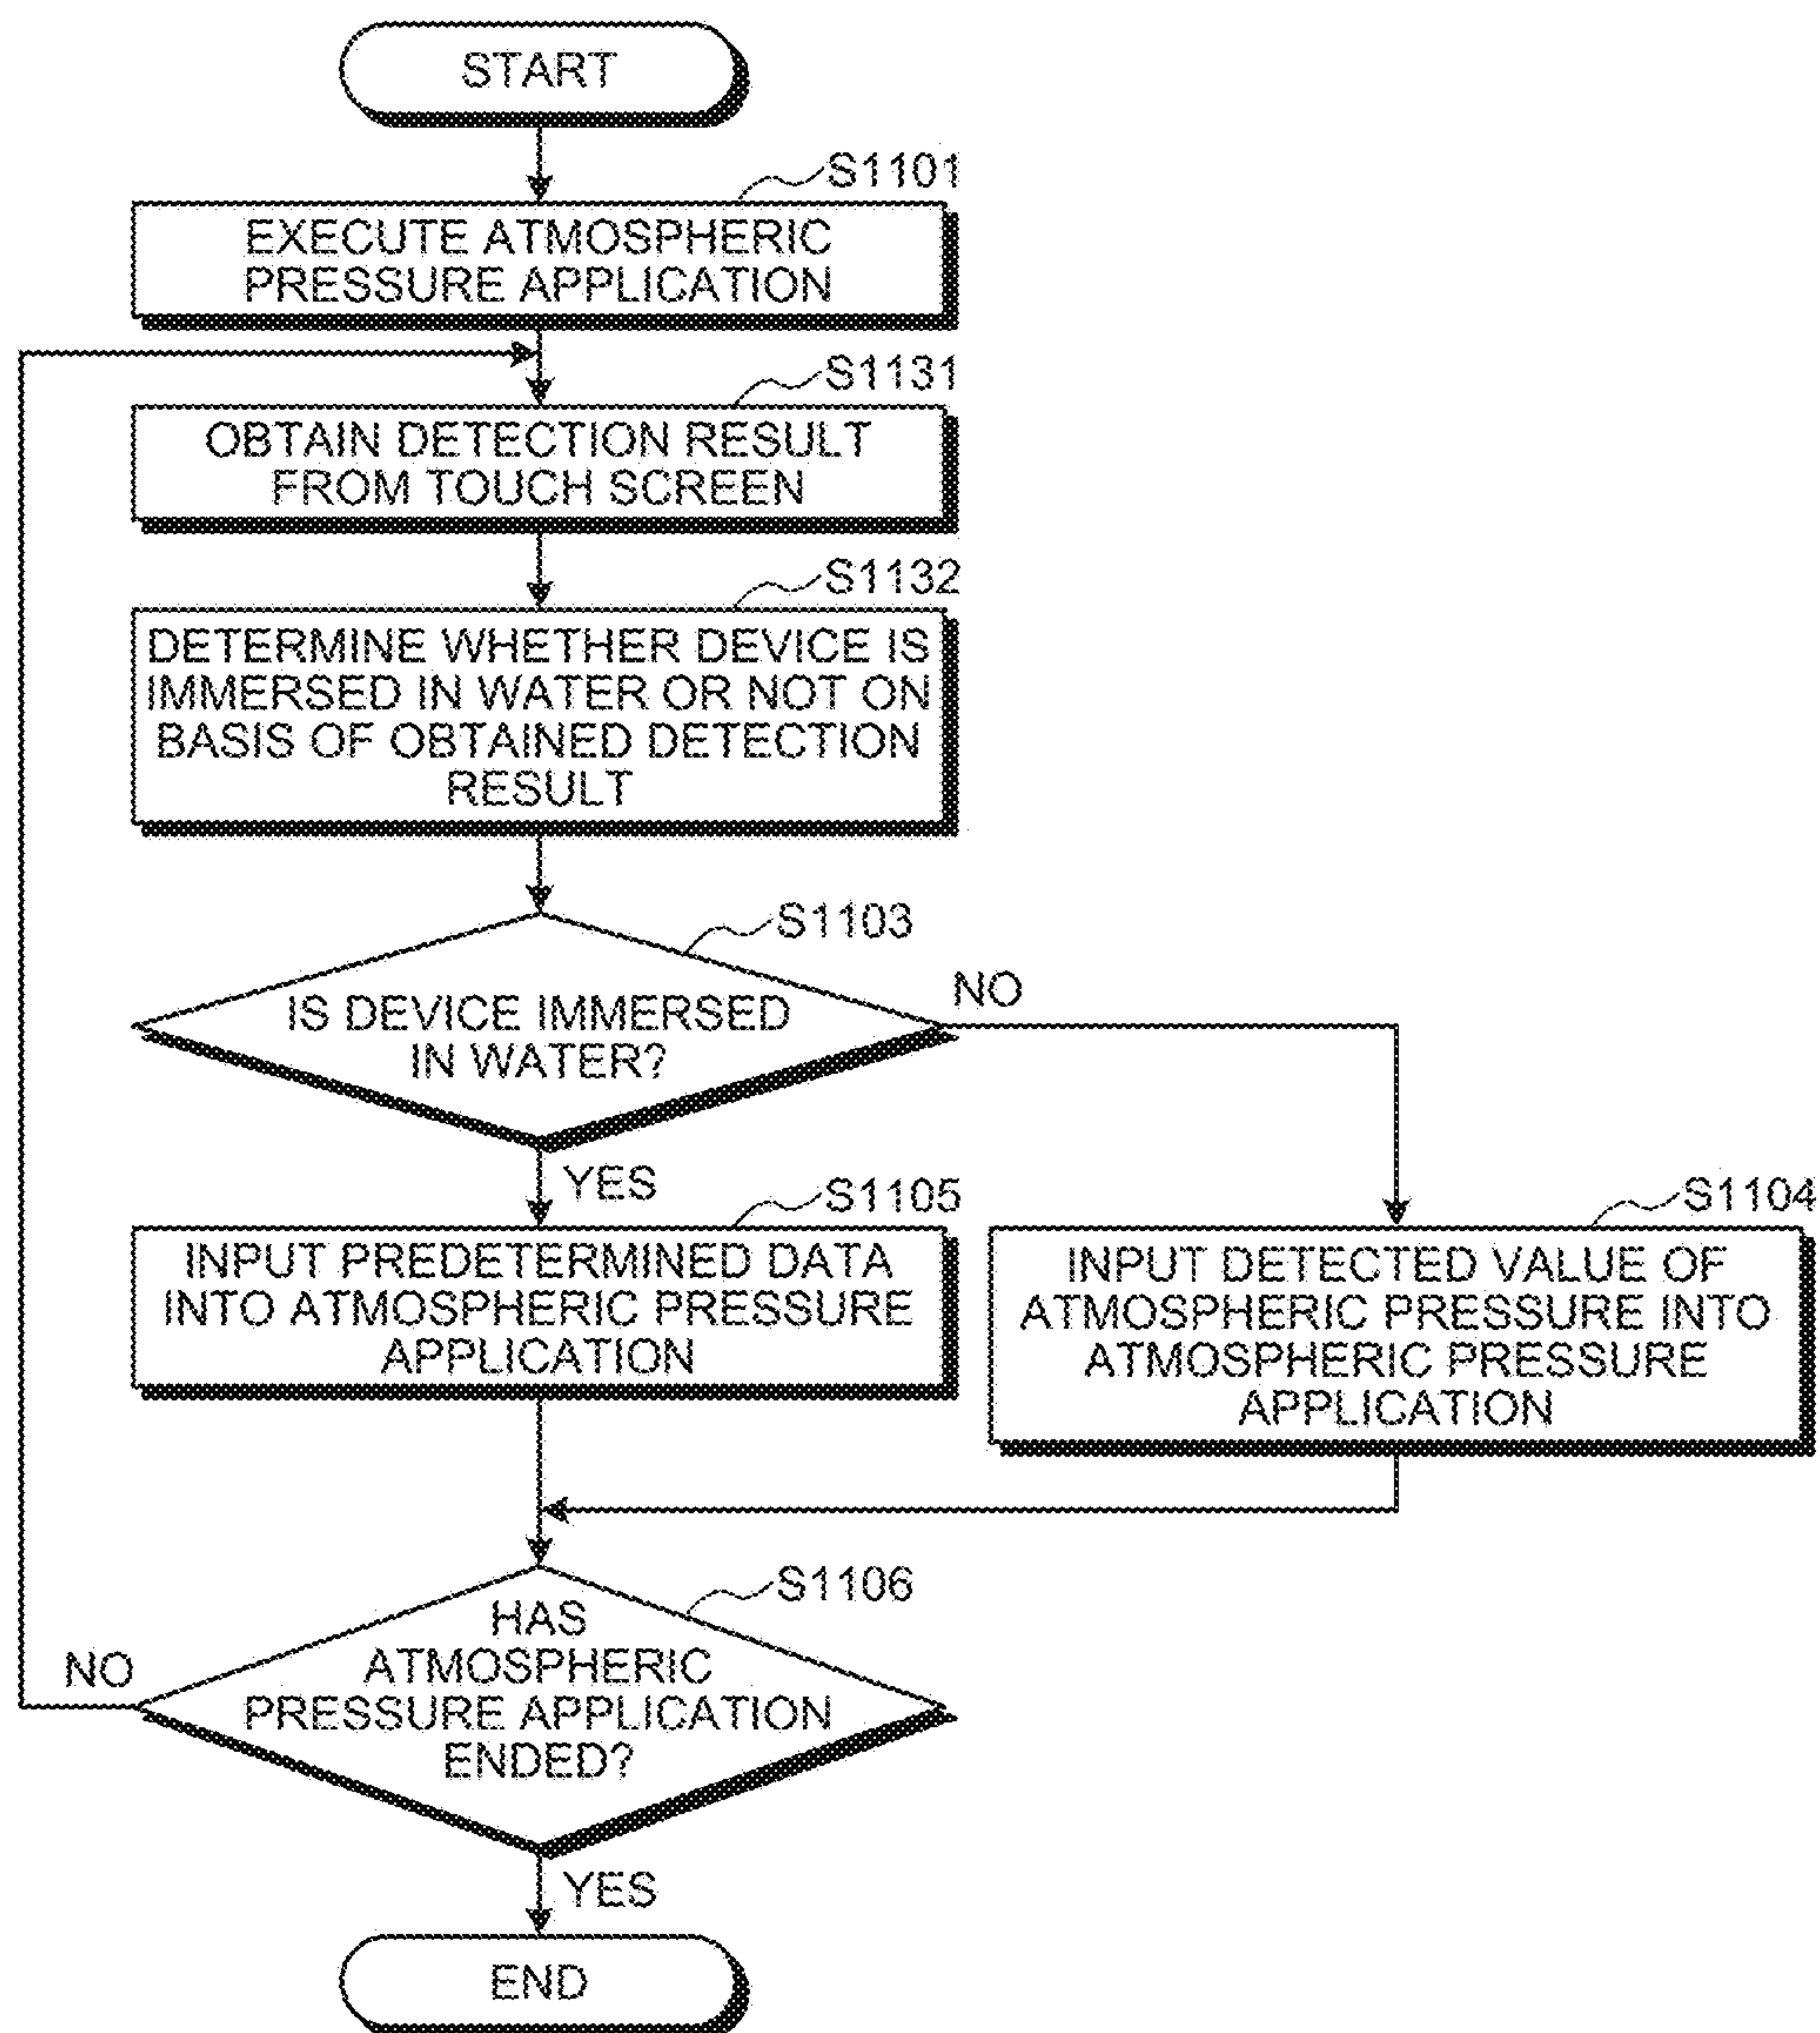 START
S1101
EXECUTE ATMOSPHERIC
PRESSURE APPLICATION
S1131
OBTAIN DETECTION RESULT
FROM TOUCH SCREEN
S1132
DETERMINE WHETHER DEVICE IS
IMMERSED IN WATER OR NOT ON
BASIS OF OBTAINED DETECTION
RESULT
S1103
IS DEVICE IMMERSED
IN WATER?
NO
YES
S1105
INPUT PREDETERMINED DATA
INTO ATMOSPHERIC PRESSURE
APPLICATION
S1104
INPUT DETECTED VALUE OF
ATMOSPHERIC PRESSURE INTO
ATMOSPHERIC PRESSURE
APPLICATION
S1106
HAS
ATMOSPHERIC
PRESSURE APPLICATION
ENDED?
NO
YES
END